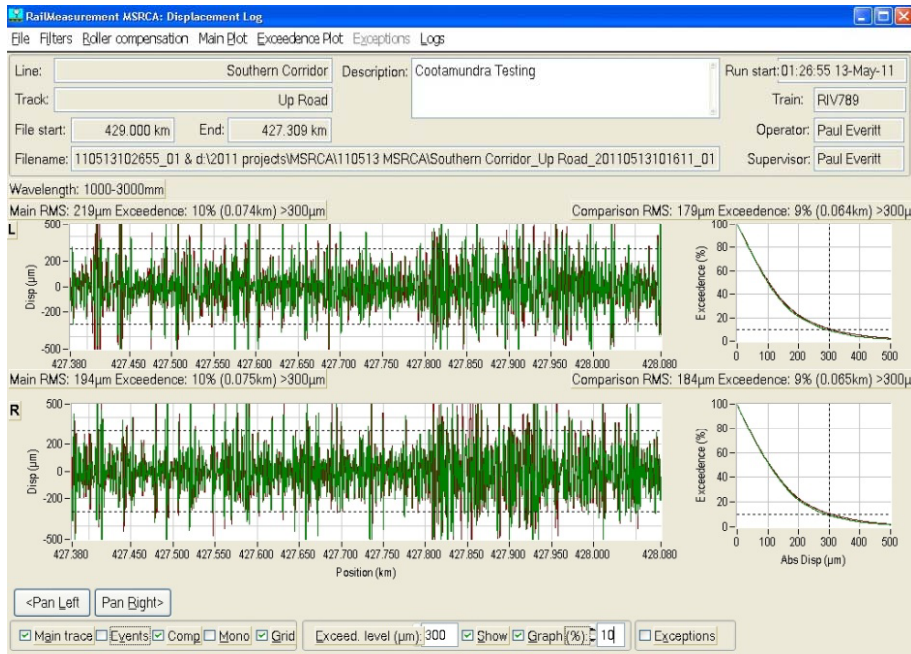 RailMeasurement MSRCA: Displacement Log
File Filters Roller compensation Main Plot Exceedence Plot Exceptions Logs
Line: Southern Corridor Description: Cootamundra Testing Run start: 01:26:55 13-May-11
Track: Up Road Train: RIV789
File start: 429.000 km End: 427.309 km Operator: Paul Everitt
Filename: 110513102655_01 & d:\2011 projects\MSRCA\110513 MSRCA\Southern Corridor_Up Road_20110513101611_01 Supervisor: Paul Everitt
Wavelength: 1000-3000mm
Main RMS: 219µm Exceedence: 10% (0.074km) >300µm Comparison RMS: 179µm Exceedence: 9% (0.064km) >300µ
L
Disp (µm)
500
200
0
-200
-500
427.380 427.450 427.500 427.550 427.600 427.650 427.700 427.750 427.800 427.850 427.900 427.950 428.000 428.080
Exceedence (%)
100
80
60
40
20
0
0 100 200 300 400 500
Main RMS: 194µm Exceedence: 10% (0.075km) >300µm Comparison RMS: 184µm Exceedence: 9% (0.065km) >300µ
R
Disp (µm)
500
200
0
-200
-500
427.380 427.450 427.500 427.550 427.600 427.650 427.700 427.750 427.800 427.850 427.900 427.950 428.000 428.080
Position (km)
Exceedence (%)
100
80
60
40
20
0
0 100 200 300 400 500
Abs Disp (µm)
<Pan Left Pan Right>
Main trace Events Comp Mono Grid Exceed. level (µm): 300 Show Graph (%): 10 Exceptions